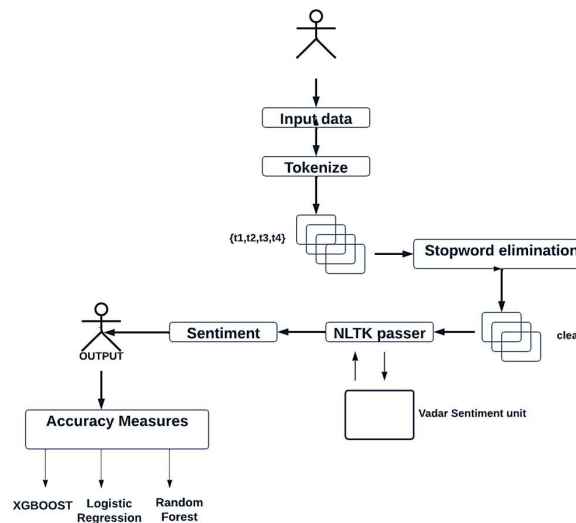 Input data
Tokenize
{t1,t2,t3,t4}
Stopword elimination
clea
NLTK passer
Sentiment
OUTPUT
Vadar Sentiment unit
Accuracy Measures
XGBOOST
Logistic
Regression
Random
Forest